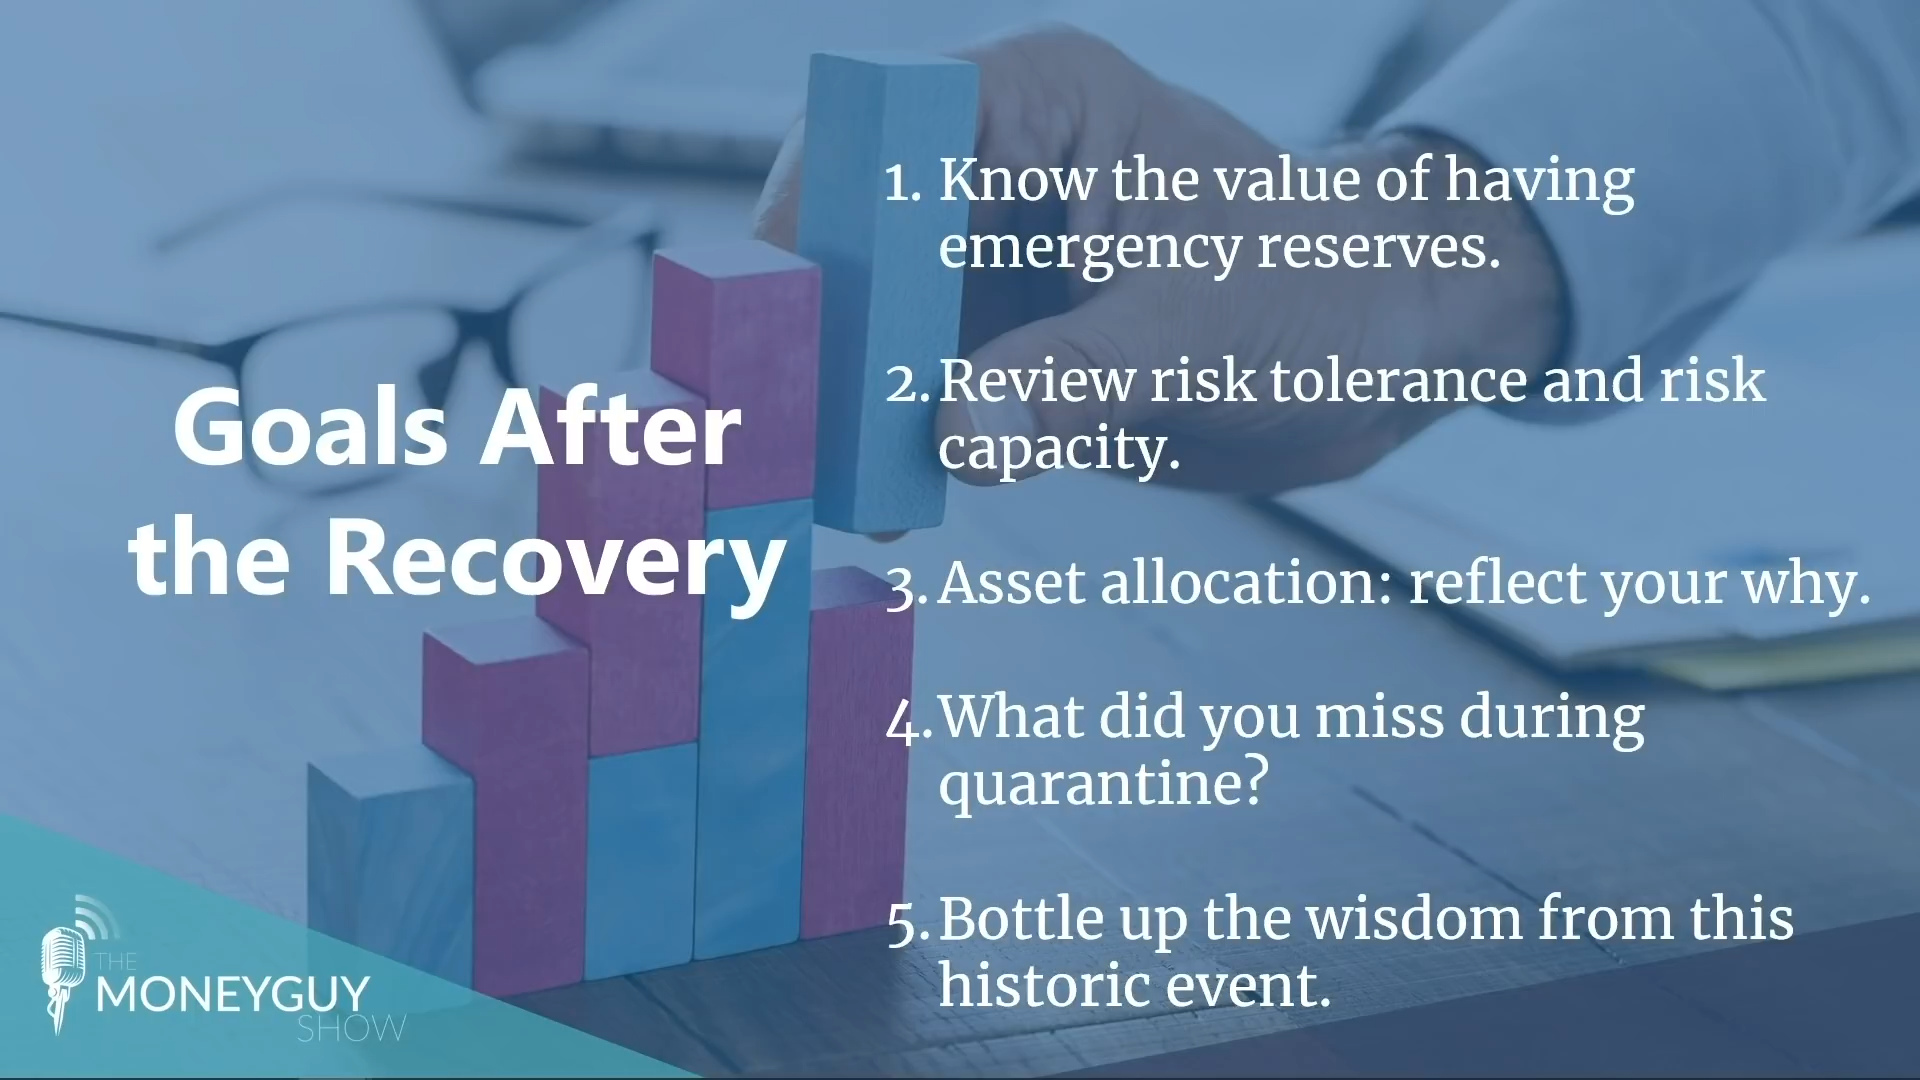 Goals After
the Recovery
1. Know the value of having
emergency reserves.
2. Review risk tolerance and risk
capacity.
3. Asset allocation: reflect your why.
4. What did you miss during
quarantine?
5. Bottle up the wisdom from this
historic event.
THE
MONEYGUY
SHOW